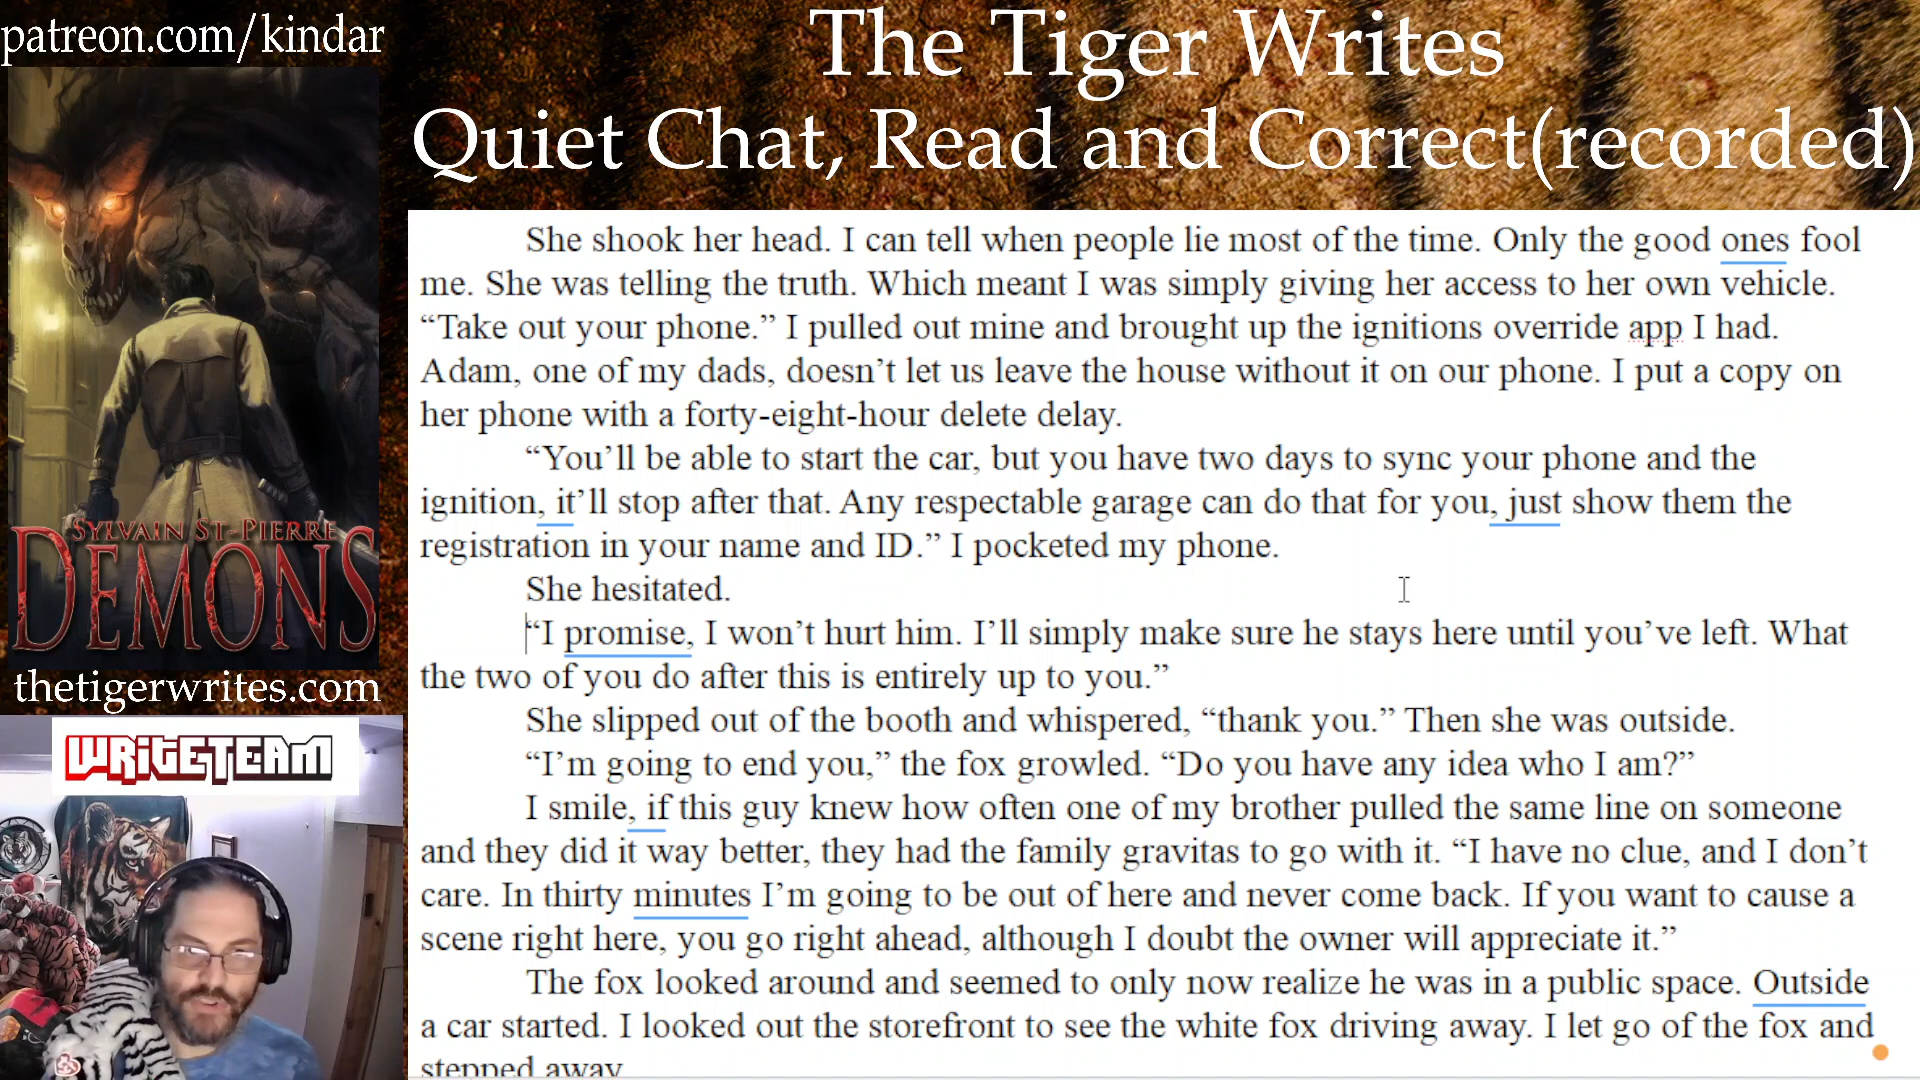 patreon.com/kindar
The Tiger Writes
Quiet Chat, Read and Correct(recorded)
SYLVAIN ST-PIERRE
DEMONS
thetigerwrites.com
WRITETEAM
She shook her head. I can tell when people lie most of the time. Only the good ones fool
me. She was telling the truth. Which meant I was simply giving her access to her own vehicle.
“Take out your phone.” I pulled out mine and brought up the ignitions override app I had.
Adam, one of my dads, doesn’t let us leave the house without it on our phone. I put a copy on
her phone with a forty-eight-hour delete delay.
“You’ll be able to start the car, but you have two days to sync your phone and the
ignition, it’ll stop after that. Any respectable garage can do that for you, just show them the
registration in your name and ID.” I pocketed my phone.
She hesitated.
“I promise, I won’t hurt him. I’ll simply make sure he stays here until you’ve left. What
the two of you do after this is entirely up to you.”
She slipped out of the booth and whispered, “thank you.” Then she was outside.
“I’m going to end you,” the fox growled. “Do you have any idea who I am?”
I smile, if this guy knew how often one of my brother pulled the same line on someone
and they did it way better, they had the family gravitas to go with it. “I have no clue, and I don’t
care. In thirty minutes I’m going to be out of here and never come back. If you want to cause a
scene right here, you go right ahead, although I doubt the owner will appreciate it.”
The fox looked around and seemed to only now realize he was in a public space. Outside
a car started. I looked out the storefront to see the white fox driving away. I let go of the fox and
stepped away